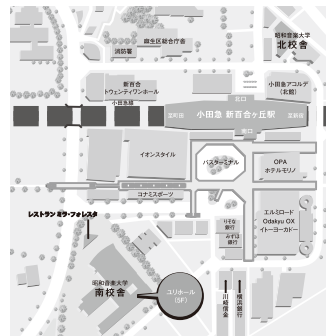 麻生区総合庁舎
消防署
昭和音楽大学
北校舎
新百合
トウェンティワンホール
小田急線
小田急アコルデ
(北館)
北口
至町田
小田急 新百合ヶ丘駅
至新宿
南口
イオンスタイル
バスターミナル
OPA
ホテルモリノ
コナミスポーツ
レストラン ミラ・フォレスタ
りそな
銀行
みずほ
銀行
エルミロード
Odakyu OX
イトーヨーカドー
昭和音楽大学
南校舎
ユリホール
(5F)
川崎信金
横浜銀行